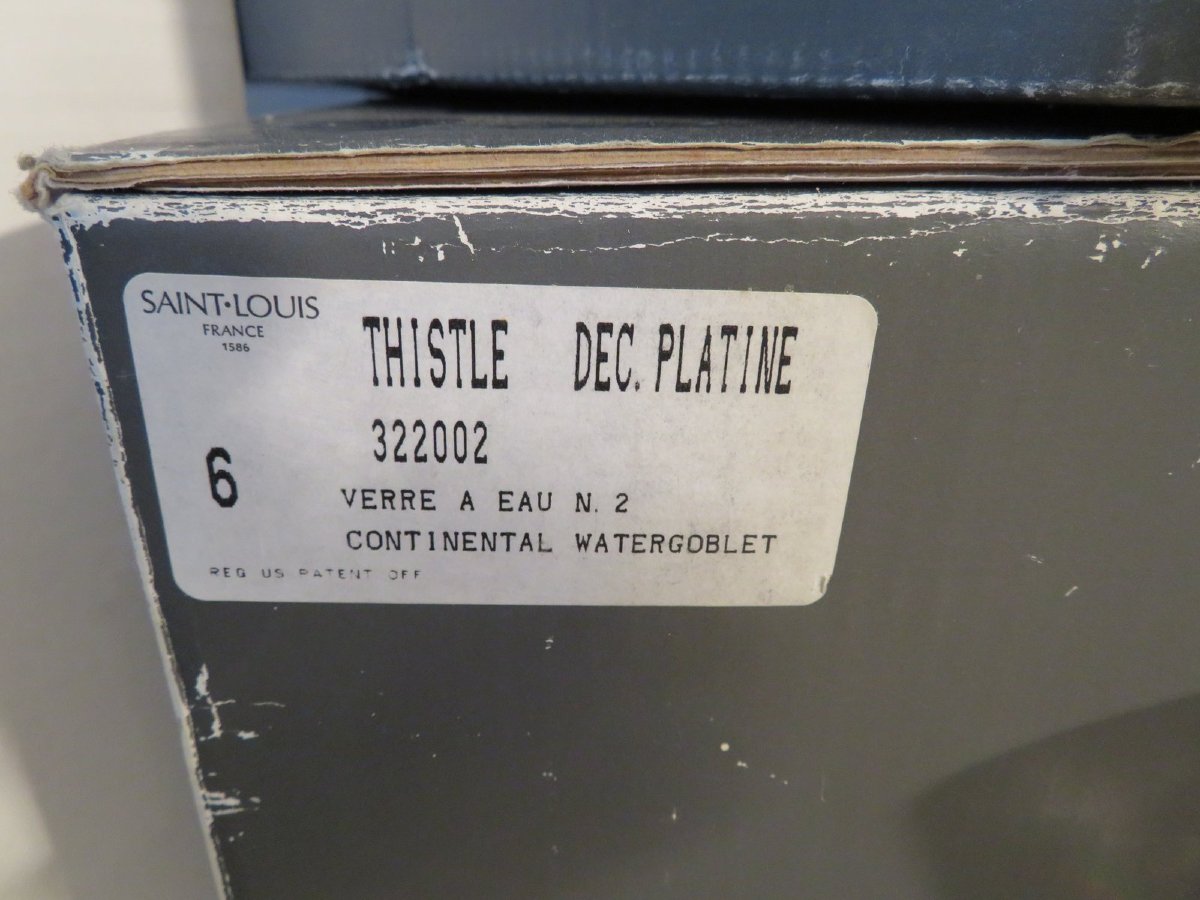 SAINT·LOUIS
FRANCE
1586
THISTLE DEC. PLATINE
322002
6
VERRE A EAU N. 2
CONTINENTAL WATERGOBLET
REG US PATENT OFF